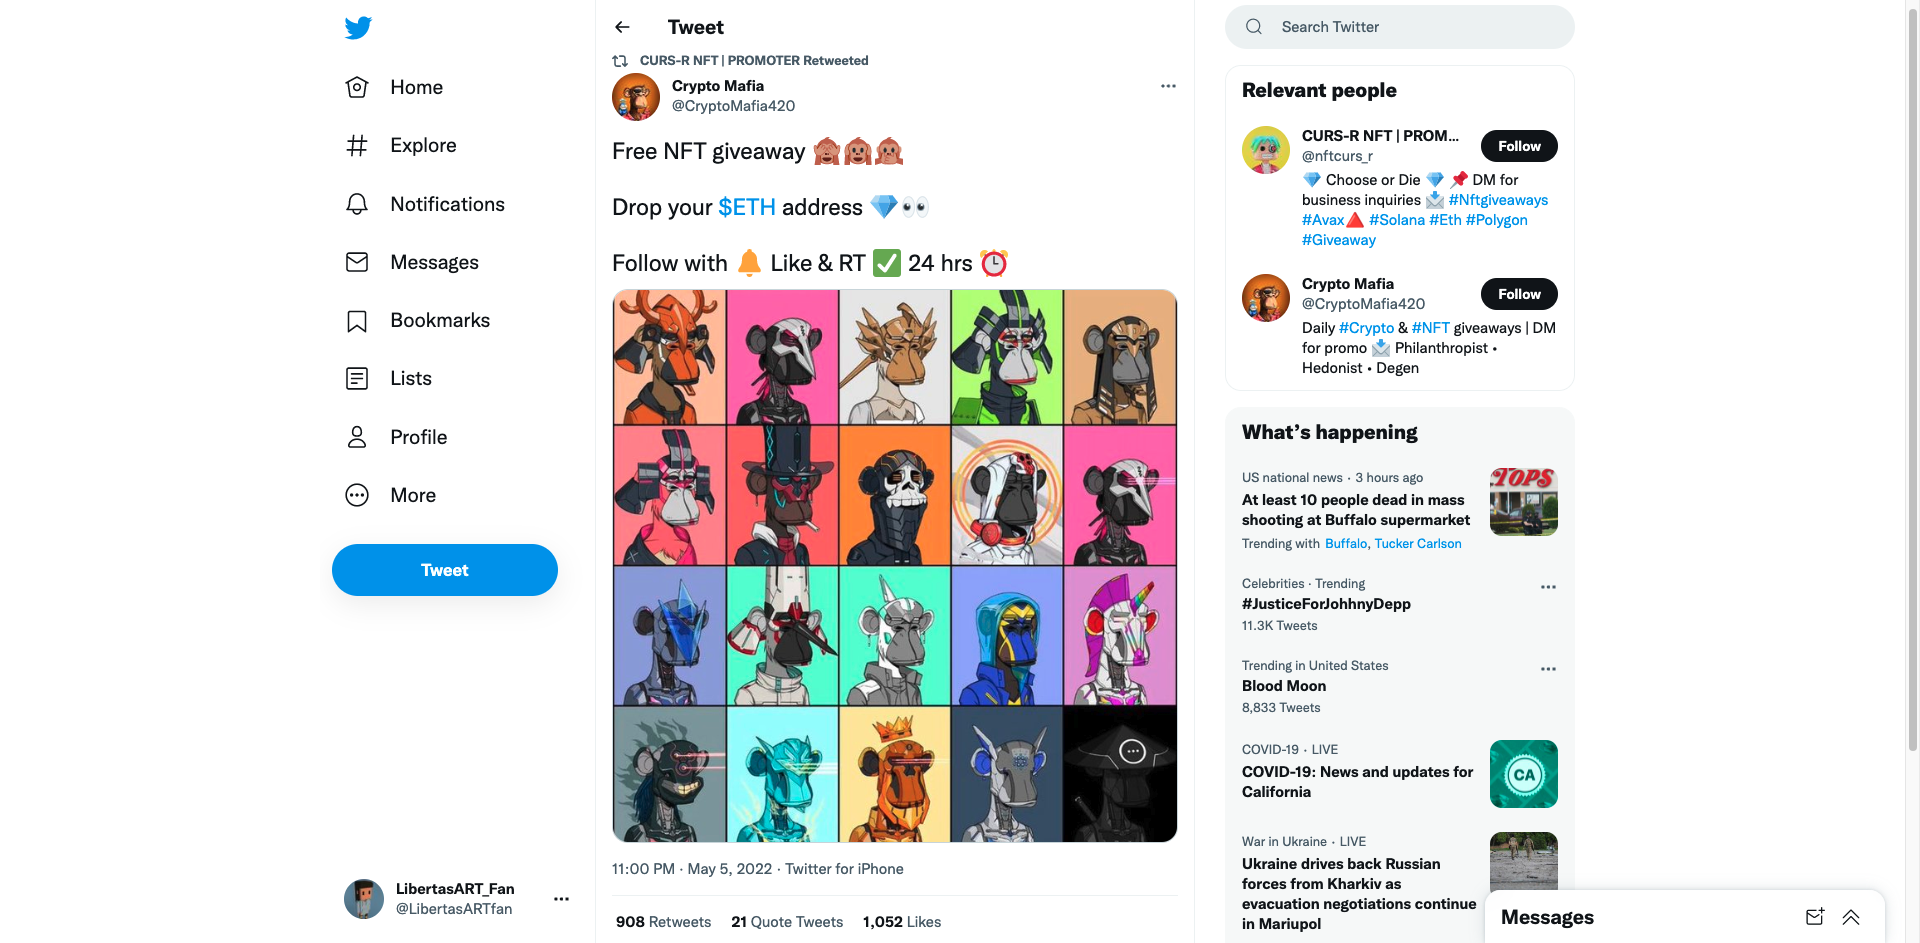 Home
Explore
Notifications
Messages
Bookmarks
Lists
Profile
More
Tweet
LibertasART_Fan
@LibertasARTfan
Tweet
CURS-R NFT | PROMOTER Retweeted
Crypto Mafia
@CryptoMafia420
Free NFT giveaway 🙈🙉🙊
Drop your $ETH address 💎👀
Follow with 🔔 Like & RT ✅ 24 hrs ⏰
11:00 PM · May 5, 2022 · Twitter for iPhone
908 Retweets 21 Quote Tweets 1,052 Likes
Search Twitter
Relevant people
CURS-R NFT | PROM...
@nftcurs_r
Follow
💎 Choose or Die 💎 📌 DM for
business inquiries 📩 #Nftgiveaways
#Avax🔺 #Solana #Eth #Polygon
#Giveaway
Crypto Mafia
@CryptoMafia420
Follow
Daily #Crypto & #NFT giveaways | DM
for promo 📩 Philanthropist •
Hedonist • Degen
What's happening
US national news · 3 hours ago
At least 10 people dead in mass
shooting at Buffalo supermarket
Trending with Buffalo, Tucker Carlson
TOPS
Celebrities · Trending
#JusticeForJohhnyDepp
11.3K Tweets
Trending in United States
Blood Moon
8,833 Tweets
COVID-19 · LIVE
COVID-19: News and updates for
California
CA
War in Ukraine · LIVE
Ukraine drives back Russian
forces from Kharkiv as
evacuation negotiations continue
in Mariupol
Messages